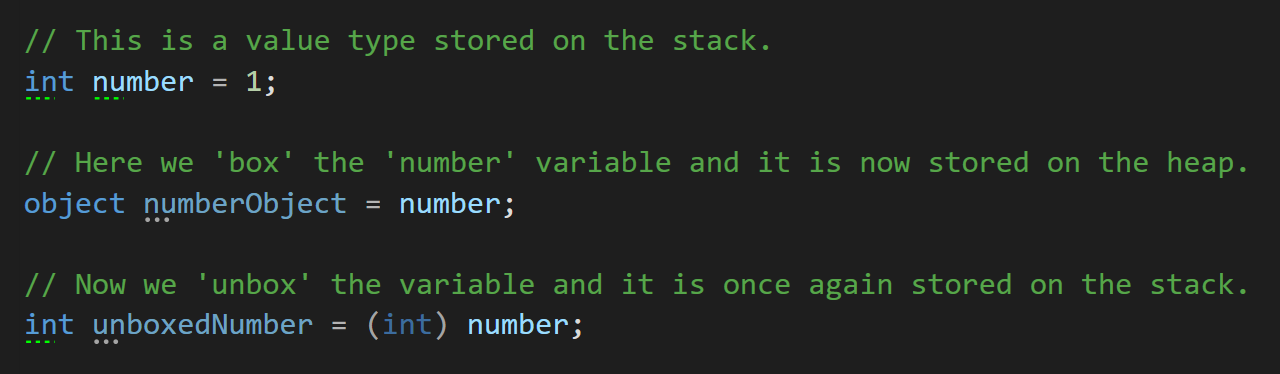 // This is a value type stored on the stack.
int number = 1;
// Here we 'box' the 'number' variable and it is now stored on the heap.
object numberObject = number;
// Now we 'unbox' the variable and it is once again stored on the stack.
int unboxedNumber = (int) number;